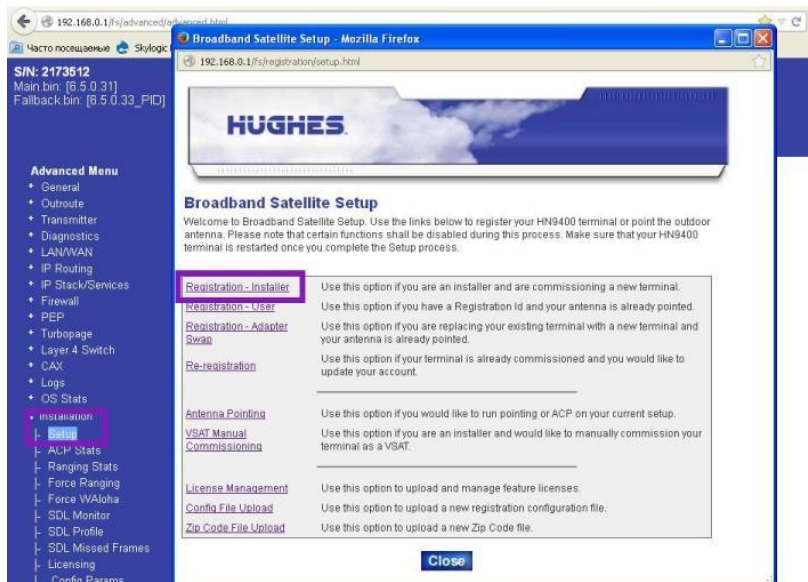 192.168.0.1/fs/advanced/advanced.html
Часто посещаемые
Skylogic
S/N: 2173512
Main.bin: [6.5.0.31]
Fallback.bin: [6.5.0.33_PID]
Advanced Menu
General
Outroute
Transmitter
Diagnostics
LAN/WAN
IP Routing
IP Stack/Services
Firewall
PEP
Turbopage
Layer 4 Switch
CAX
Logs
OS Stats
Installation
Setup
ACP Stats
Ranging Stats
Force Ranging
Force WAloha
SDL Monitor
SDL Profile
SDL Missed Frames
Licensing
Config Params
Broadband Satellite Setup - Mozilla Firefox
192.168.0.1/fs/registration/setup.html
HUGHES.
Broadband Satellite Setup
Welcome to Broadband Satellite Setup. Use the links below to register your HN9400 terminal or point the outdoor
antenna. Please note that certain functions shall be disabled during this process. Make sure that your HN9400
terminal is restarted once you complete the Setup process.
Registration - Installer Use this option if you are an installer and are commissioning a new terminal.
Registration - User Use this option if you have a Registration Id and your antenna is already pointed.
Registration - Adapter Use this option if you are replacing your existing terminal with a new terminal and
Swap your antenna is already pointed.
Re-registration Use this option if your terminal is already commissioned and you would like to
update your account.
Antenna Pointing Use this option if you would like to run pointing or ACP on your current setup.
VSAT Manual Use this option if you are an installer and would like to manually commission your
Commissioning terminal as a VSAT.
License Management Use this option to upload and manage feature licenses.
Config File Upload Use this option to upload a new registration configuration file.
Zip Code File Upload Use this option to upload a new Zip Code file.
Close